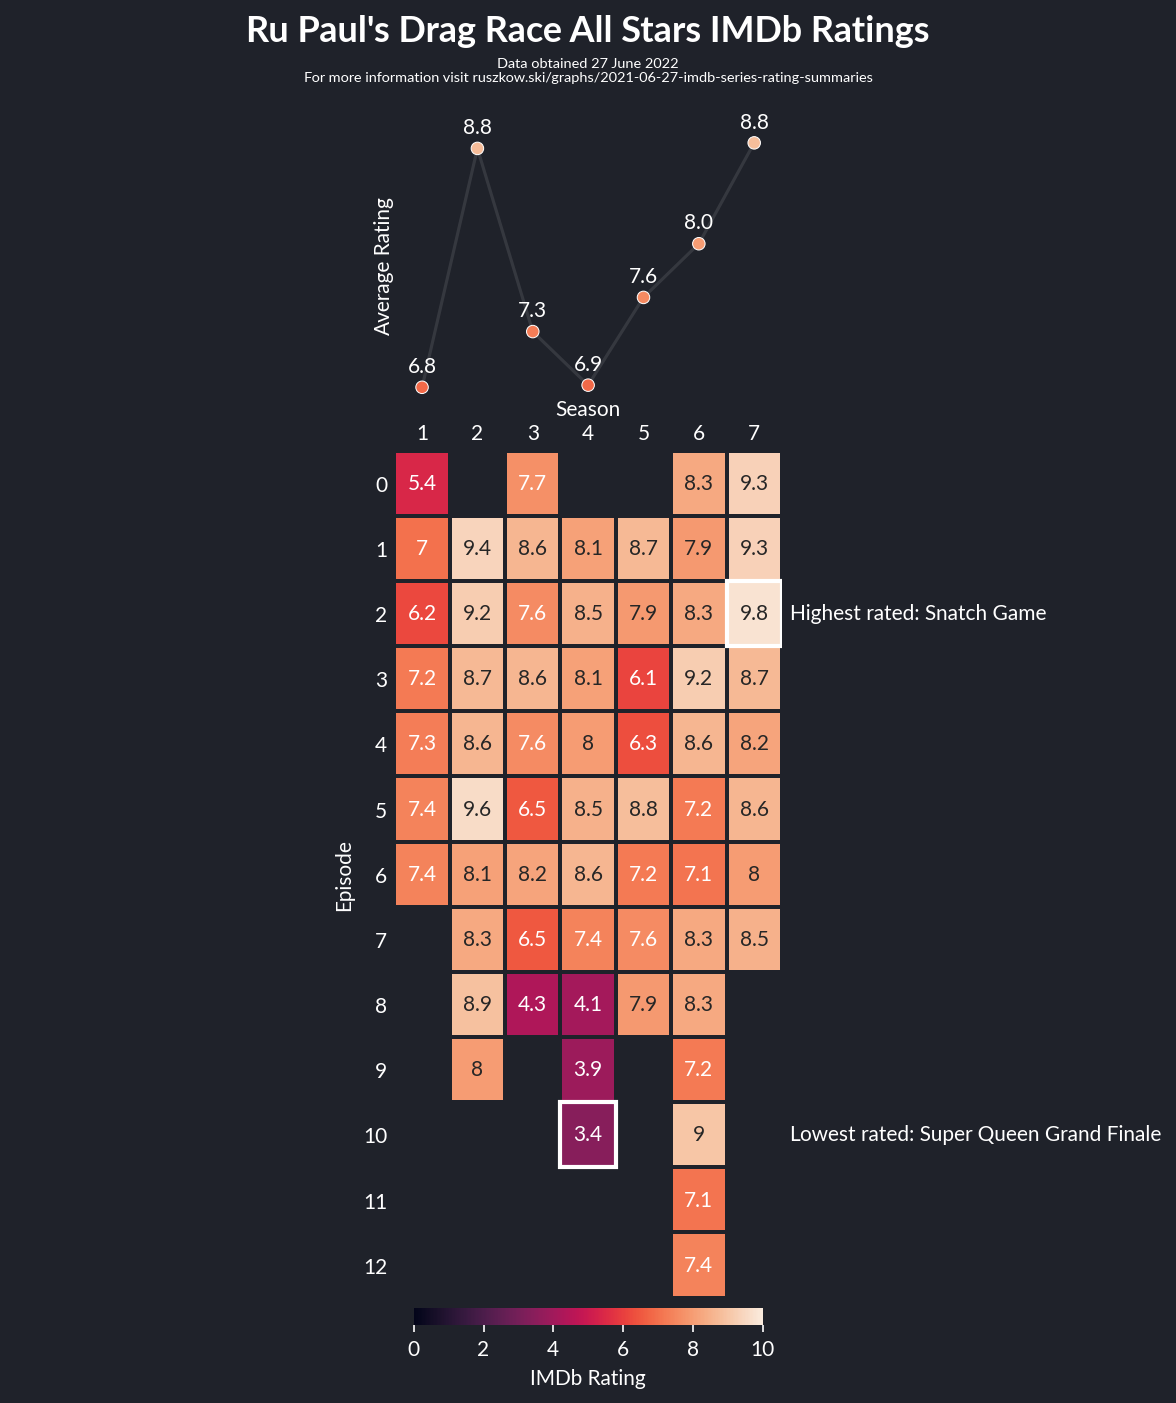 Ru Paul's Drag Race All Stars IMDb Ratings
Data obtained 27 June 2022
For more information visit ruszkow.ski/graphs/2021-06-27-imdb-series-rating-summaries
Average Rating
6.8 8.8 7.3 6.9 7.6 8.0 8.8
Season
1 2 3 4 5 6 7
Episode
0 5.4 7.7 8.3 9.3
1 7 9.4 8.6 8.1 8.7 7.9 9.3
2 6.2 9.2 7.6 8.5 7.9 8.3 9.8 Highest rated: Snatch Game
3 7.2 8.7 8.6 8.1 6.1 9.2 8.7
4 7.3 8.6 7.6 8 6.3 8.6 8.2
5 7.4 9.6 6.5 8.5 8.8 7.2 8.6
6 7.4 8.1 8.2 8.6 7.2 7.1 8
7 8.3 6.5 7.4 7.6 8.3 8.5
8 8.9 4.3 4.1 7.9 8.3
9 8 3.9 7.2
10 3.4 9 Lowest rated: Super Queen Grand Finale
11 7.1
12 7.4
0 2 4 6 8 10
IMDb Rating